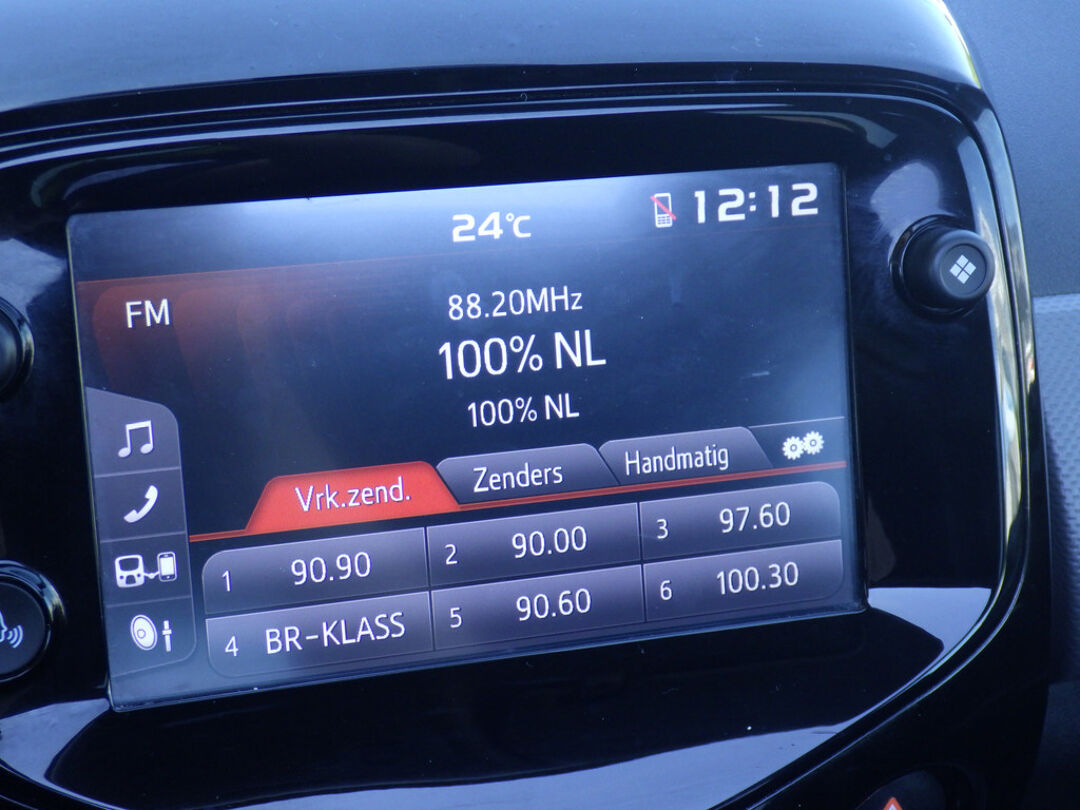 24°C 12:12
FM
88.20MHz
100% NL
100% NL
Vrk.zend. Zenders Handmatig
1 90.90 2 90.00 3 97.60
4 BR-KLASS 5 90.60 6 100.30